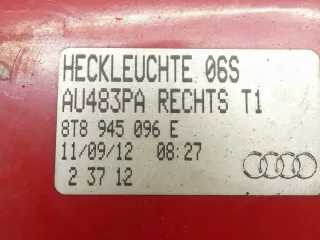 HECKLEUCHTE 06S
AU483PA RECHTS T1
8T8 945 096 E
11/09/12 08:27
2 37 12